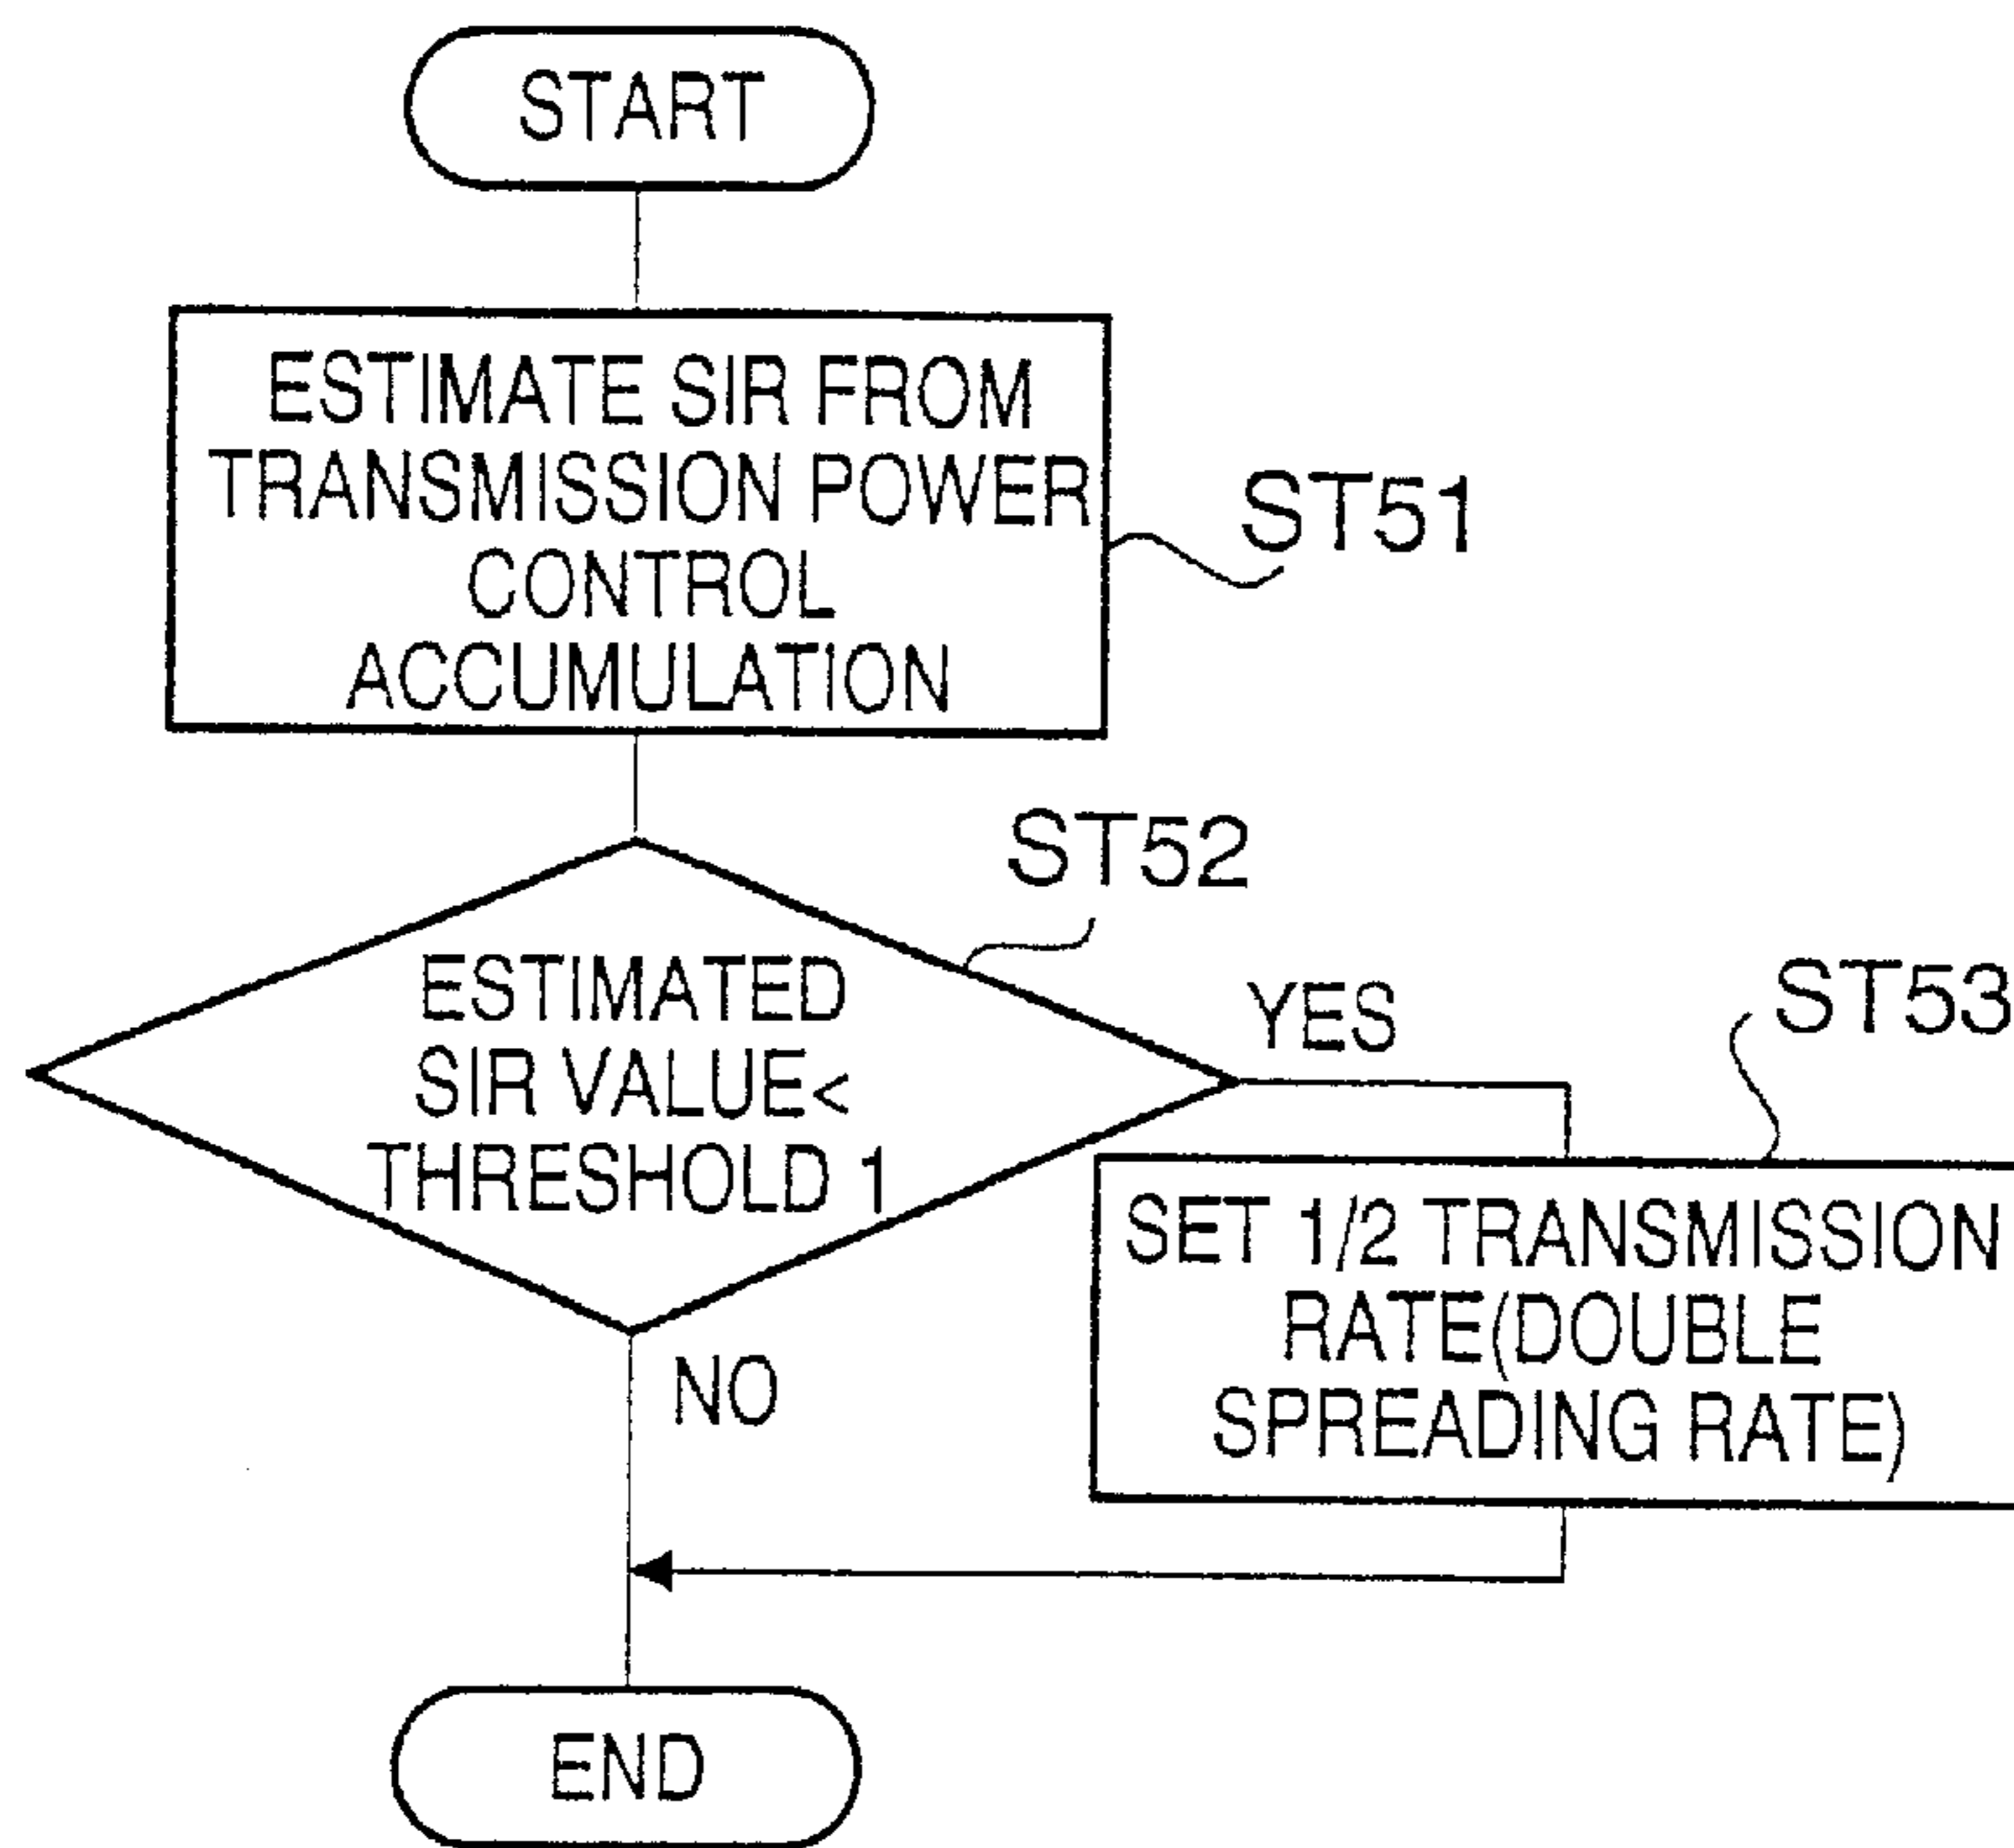 START
ESTIMATE SIR FROM
TRANSMISSION POWER
CONTROL
ACCUMULATION
ST51
ST52
ESTIMATED
SIR VALUE<
THRESHOLD 1
YES
ST53
SET 1/2 TRANSMISSION
RATE(DOUBLE
SPREADING RATE)
NO
END